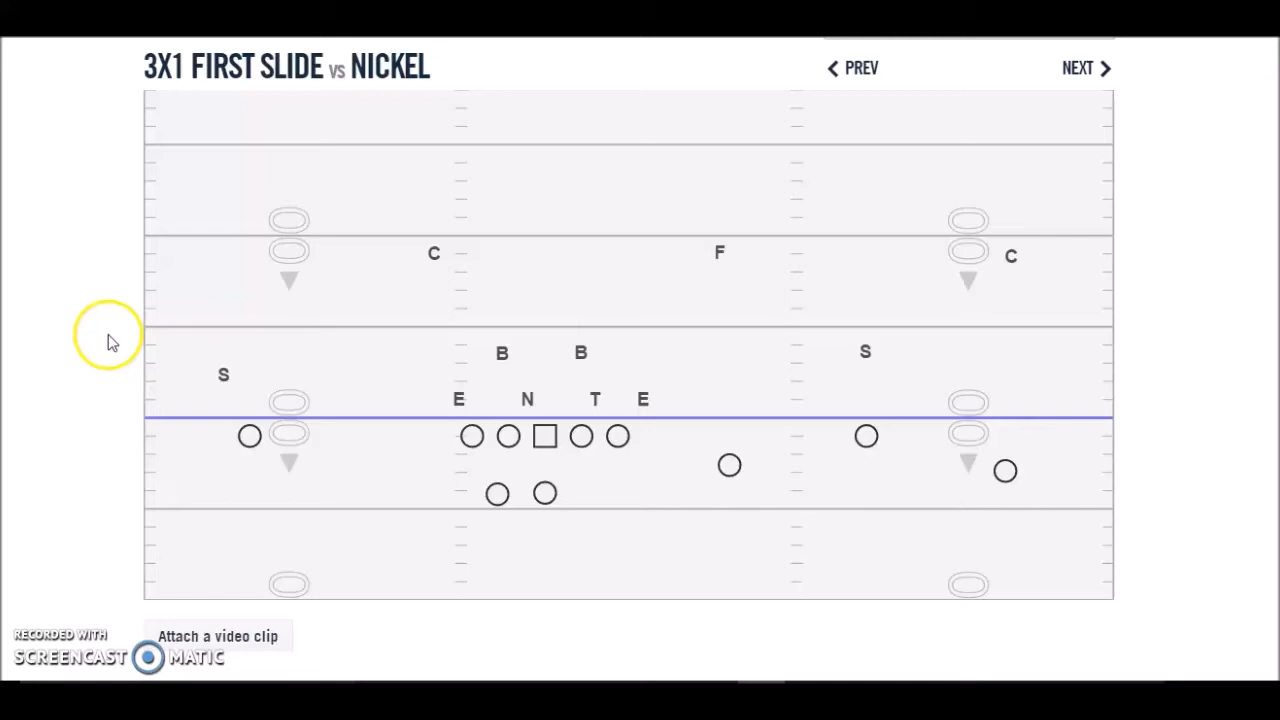 3X1 FIRST SLIDE vs NICKEL
PREV
NEXT
C F C
B B S
S
E N T E
Attach a video clip
RECORDED WITH
SCREENCAST MATIC